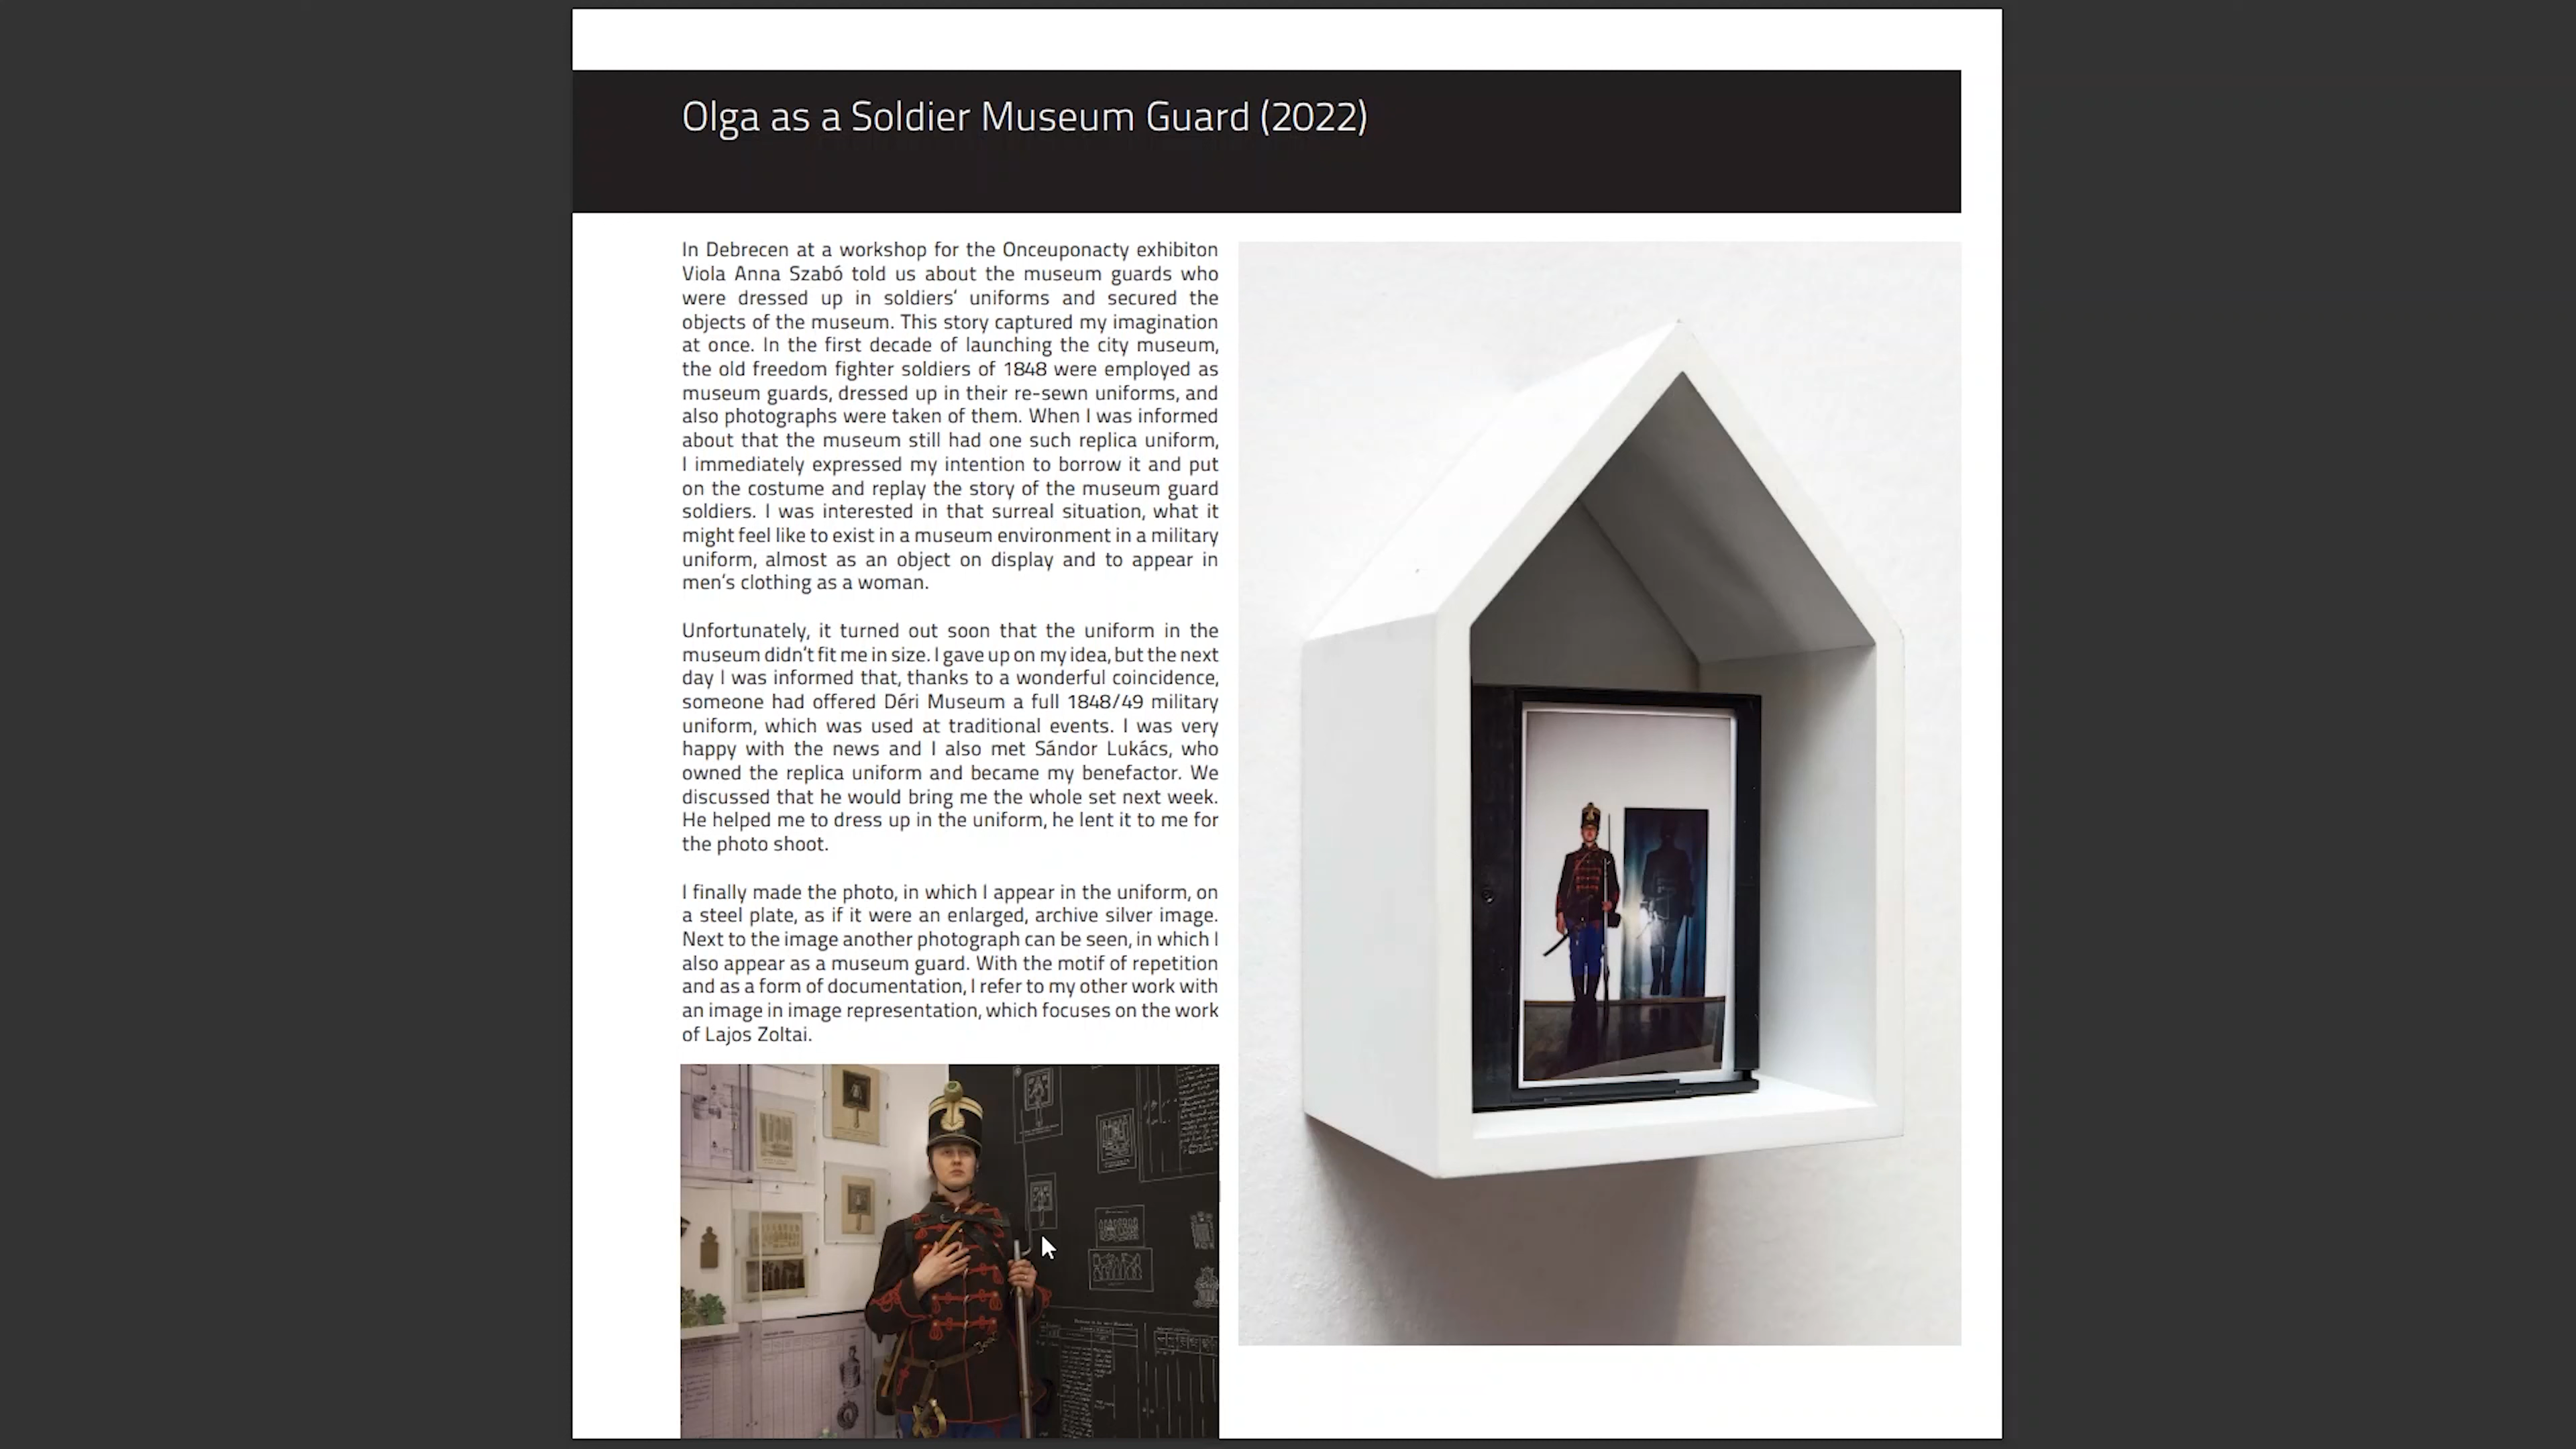 Olga as a Soldier Museum Guard (2022)
In Debrecen at a workshop for the Onceuponacty exhibiton
Viola Anna Szabó told us about the museum guards who
were dressed up in soldiers‘ uniforms and secured the
objects of the museum. This story captured my imagination
at once. In the first decade of launching the city museum,
the old freedom fighter soldiers of 1848 were employed as
museum guards, dressed up in their re-sewn uniforms, and
also photographs were taken of them. When I was informed
about that the museum still had one such replica uniform,
I immediately expressed my intention to borrow it and put
on the costume and replay the story of the museum guard
soldiers. I was interested in that surreal situation, what it
might feel like to exist in a museum environment in a military
uniform, almost as an object on display and to appear in
men‘s clothing as a woman.
Unfortunately, it turned out soon that the uniform in the
museum didn‘t fit me in size. I gave up on my idea, but the next
day I was informed that, thanks to a wonderful coincidence,
someone had offered Déri Museum a full 1848/49 military
uniform, which was used at traditional events. I was very
happy with the news and I also met Sándor Lukács, who
owned the replica uniform and became my benefactor. We
discussed that he would bring me the whole set next week.
He helped me to dress up in the uniform, he lent it to me for
the photo shoot.
I finally made the photo, in which I appear in the uniform, on
a steel plate, as if it were an enlarged, archive silver image.
Next to the image another photograph can be seen, in which I
also appear as a museum guard. With the motif of repetition
and as a form of documentation, I refer to my other work with
an image in image representation, which focuses on the work
of Lajos Zoltai.